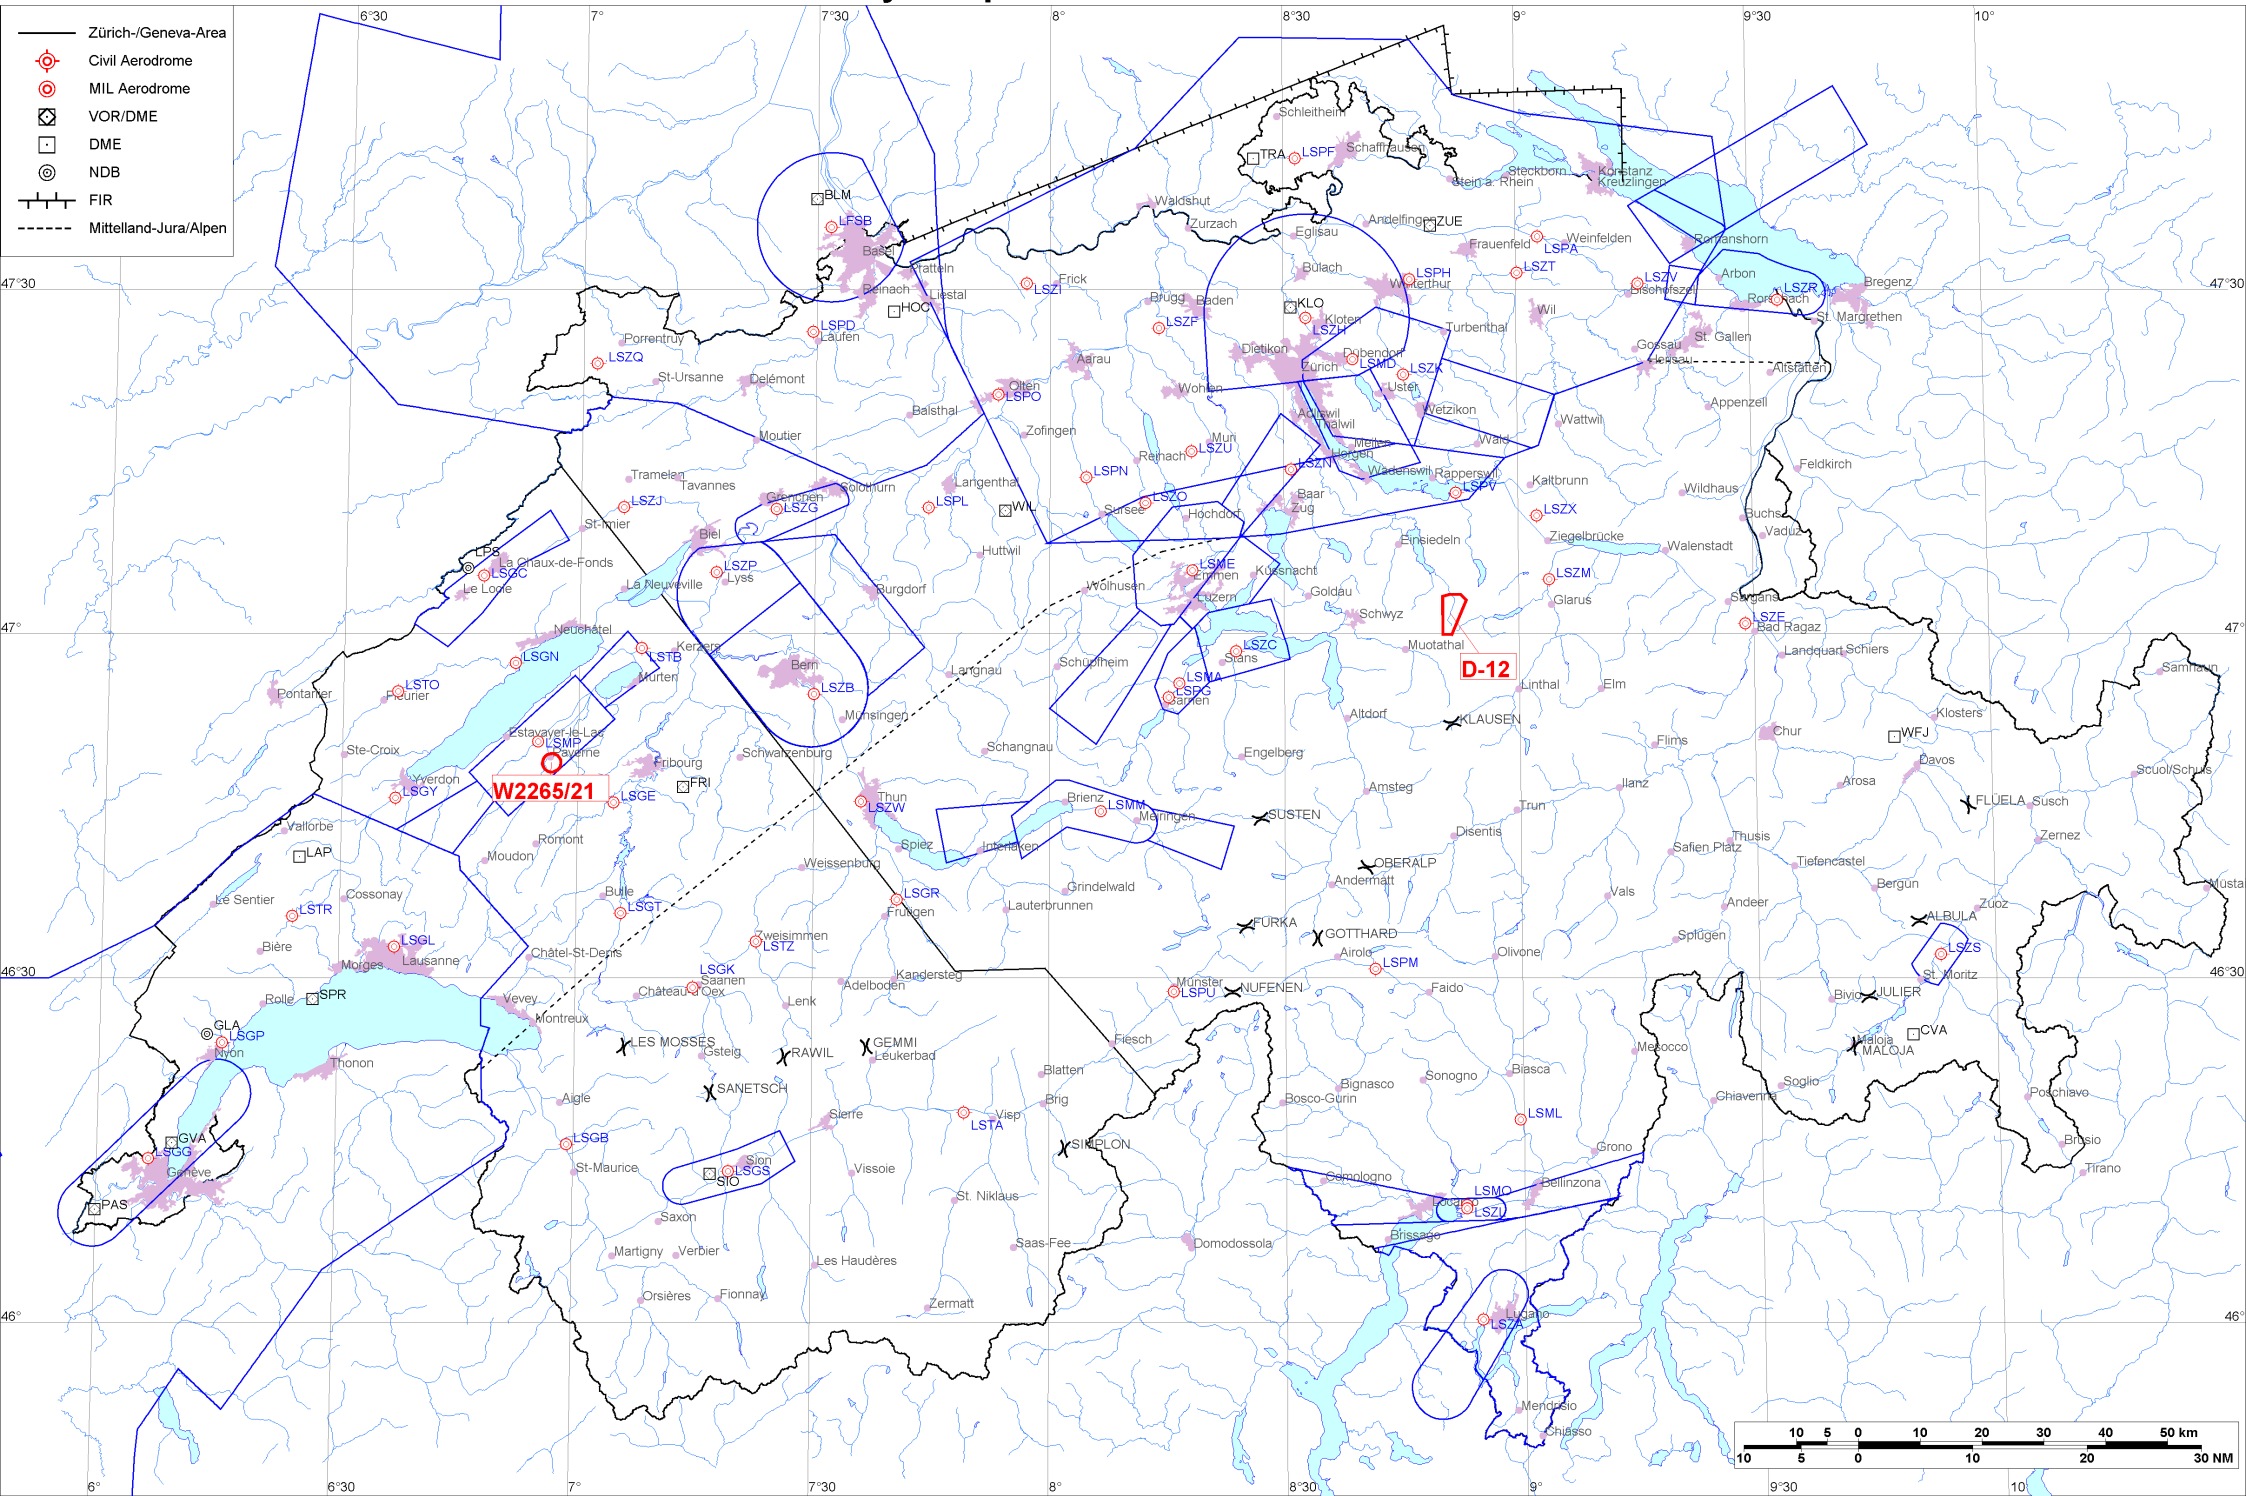 6°30
7°
7°30
8°
8°30
9°
9°30
10°
Zürich-/Geneva-Area
Civil Aerodrome
MIL Aerodrome
VOR/DME
DME
NDB
FIR
Mittelland-Jura/Alpen
Schleitheim
TRA
LSPF
Schaffhausen
Stein a. Rhein
Steckborn
Konstanz
Kreuzlingen
BLM
LFSB
Basel
Waldshut
Zurzach
Eglisau
Andelfingen
ZUE
Frauenfeld
LSPA
Weinfelden
Romanshorn
Pratteln
Reinach
Liestal
HOC
LSZI
Frick
Bülach
LSPH
Winterthur
LSZT
LSZV
Bischofszell
Arbon
LSZR
Rorschach
Bregenz
St. Margrethen
47°30
47°30
LSPD
Laufen
Brugg
Baden
LSZF
KLO
Kloten
LSZH
Turbenthal
Wil
St. Gallen
Gossau
Herisau
Altstätten
Porrentruy
LSZQ
St-Ursanne
Delémont
Aarau
Dietikon
Zürich
Dübendorf
LSMD
LSZK
Uster
Wetzikon
Appenzell
Olten
LSPO
Balsthal
Wohlen
Adliswil
Thalwil
Wattwil
Moutier
Zofingen
Muri
LSZU
Reinach
Meilen
Horgen
Wald
Feldkirch
Tramelan
Tavannes
LSPN
LSZN
Wädenswil
Rapperswil
LSPV
Kaltbrunn
Wildhaus
Grenchen
Solothurn
LSZG
LSZJ
Langenthal
LSPL
WIL
LSZO
Sursee
Hochdorf
Baar
Zug
LSZX
Buchs
Vaduz
St-Imier
Biel
Huttwil
Einsiedeln
Ziegelbrücke
Walenstadt
LPS
La Chaux-de-Fonds
LSGC
Le Locle
LSZP
Lyss
La Neuveville
Burgdorf
Wolhusen
LSME
Emmen
Küssnacht
Luzern
Goldau
Schwyz
LSZM
Glarus
Sargans
LSZE
Bad Ragaz
Neuchâtel
Kerzers
47°
47°
LSGN
LSTB
Murten
Bern
LSZB
Langnau
Schüpfheim
LSZC
Stans
Muotathal
D-12
Landquart
Schiers
Samnaun
Pontarlier
LSTO
Fleurier
LSMA
LSPG
Sarnen
Linthal
Elm
Münsingen
Altdorf
KLAUSEN
Klosters
Estavayer-le-Lac
LSMP
Payerne
Ste-Croix
Schwarzenburg
Schangnau
Engelberg
Flims
Chur
WFJ
Davos
W2265/21
Yverdon
LSGY
Fribourg
FRI
LSGE
Thun
LSZW
Brienz
LSMM
Meiringen
SUSTEN
Amsteg
Trun
Ilanz
Arosa
FLÜELA
Susch
Scuol/Schuls
Vallorbe
Romont
LAP
Moudon
Spiez
Interlaken
Disentis
Thusis
Safien Platz
Zernez
Weissenburg
OBERALP
Tiefencastel
Le Sentier
Cossonay
Bulle
LSGR
Frutigen
Grindelwald
Andermatt
Vals
Bergün
LSTR
LSGT
Lauterbrunnen
FURKA
GOTTHARD
Andeer
ALBULA
Zuoz
Bière
LSGL
Lausanne
Morges
Châtel-St-Denis
Zweisimmen
LSTZ
Airolo
LSPM
Olivone
Splügen
LSZS
St. Moritz
46°30
46°30
LSGK
Saanen
Château-d'Oex
Adelboden
Kandersteg
Münster
LSPU
NUFENEN
Faido
Bivio
JULIER
Rolle
SPR
Vevey
Lenk
GLA
LSGP
Nyon
Montreux
LES MOSSES
Gsteig
RAWIL
GEMMI
Leukerbad
Fiesch
Mesocco
CVA
Maloja
MALOJA
Thonon
SANETSCH
Blatten
Bignasco
Sonogno
Biasca
Soglio
Chiavenna
Poschiavo
Aigle
Brig
Bosco-Gurin
Sierre
Visp
LSTA
LSML
GVA
LSGG
Genève
LSGB
SIMPLON
Grono
Brusio
Tirano
St-Maurice
Sion
LSGS
SIO
Vissoie
Comologno
Bellinzona
PAS
St. Niklaus
LSMO
Locarno
LSZL
Saxon
Brissago
Martigny
Verbier
Les Haudères
Saas-Fee
Domodossola
Orsières
Fionnay
Zermatt
46°
46°
Lugano
LSZA
Mendrisio
Chiasso
10 5 0 10 20 30 40 50 km
10 5 0 10 20 30 NM
6°
6°30
7°
7°30
8°
8°30
9°
9°30
10°